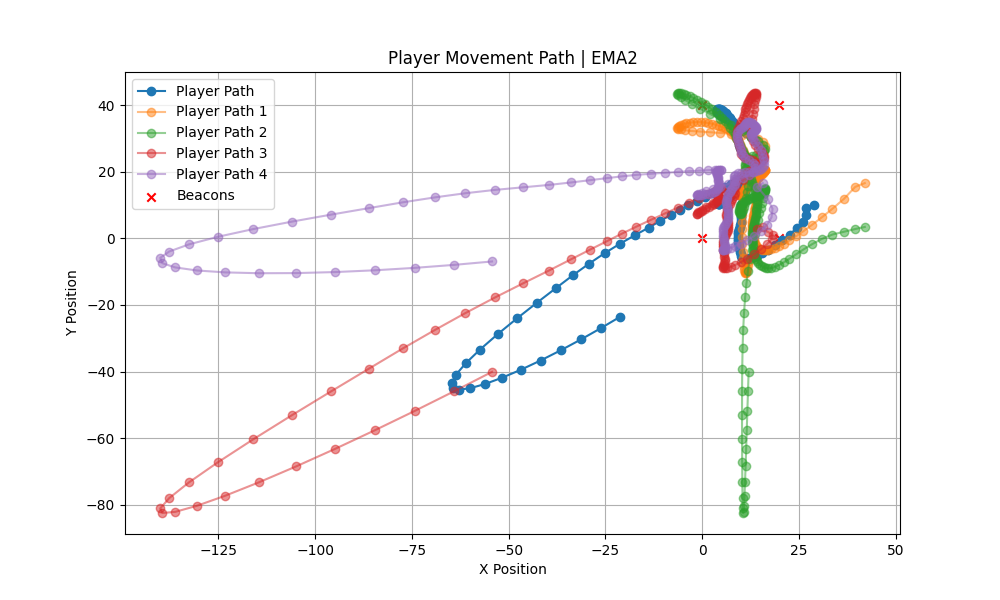 Player Movement Path | EMA2
Player Path
Player Path 1
Player Path 2
Player Path 3
Player Path 4
Beacons
Y Position
40
20
0
−20
−40
−60
−80
−125
−100
−75
−50
−25
0
25
50
X Position